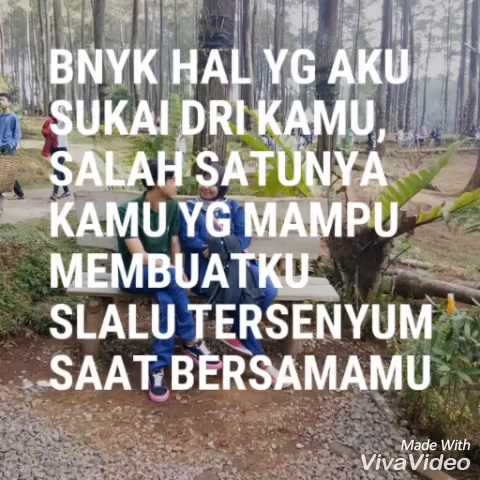 BNYK HAL YG AKU
SUKAI DRI KAMU,
SALAH SATUNYA
KAMU YG MAMPU
MEMBUATKU
SLALU TERSENYUM
SAAT BERSAMAMU
Made With
VivaVideo